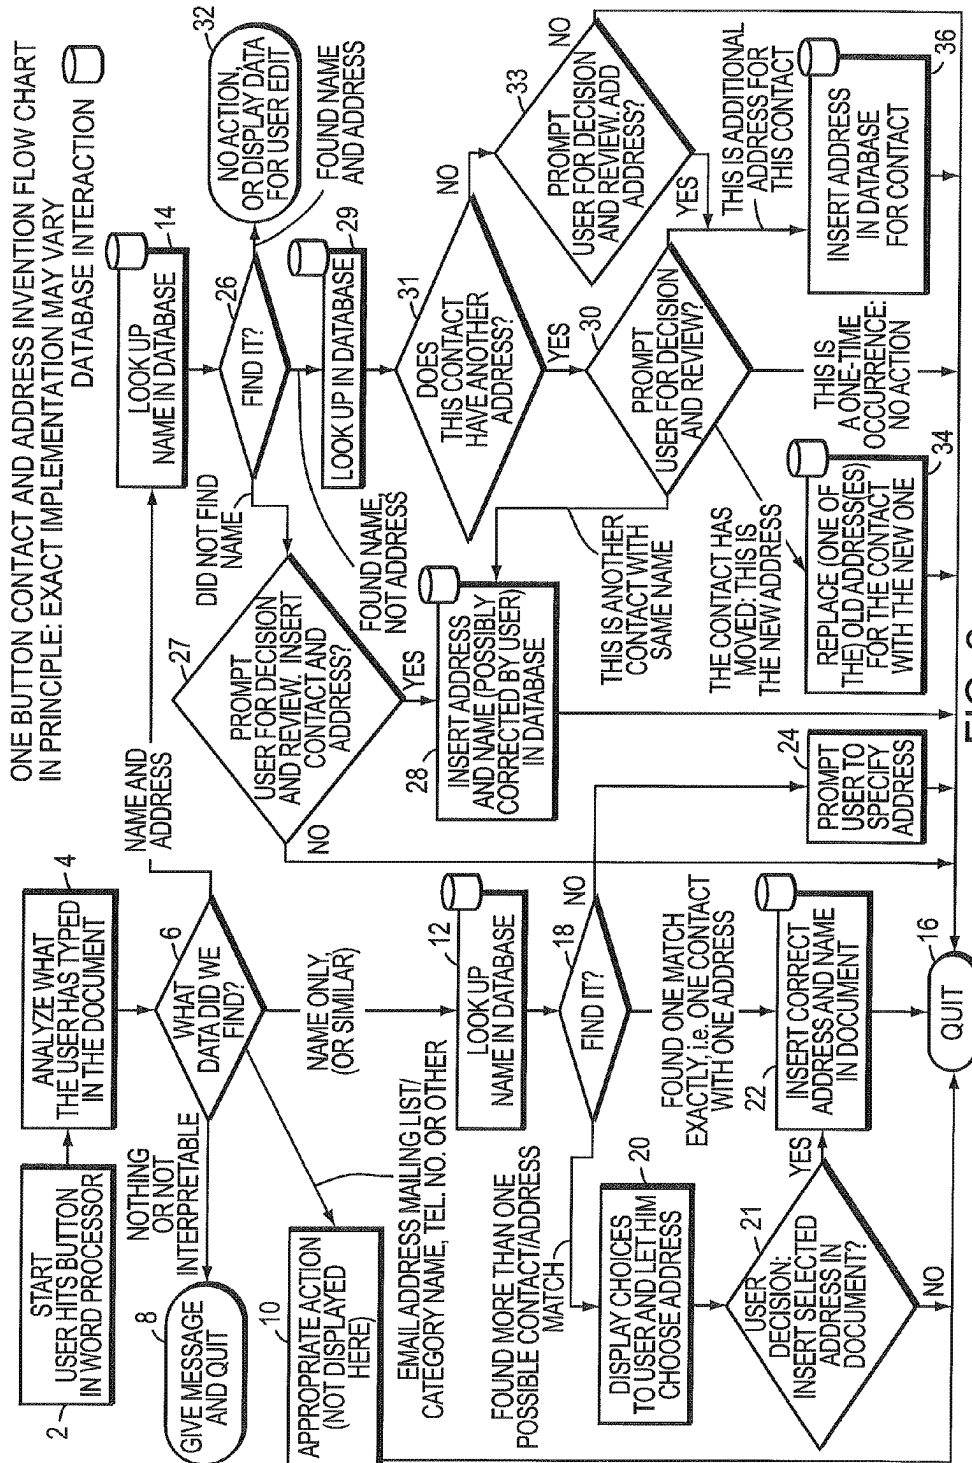 ONE BUTTON CONTACT AND ADDRESS INVENTION FLOW CHART
IN PRINCIPLE: EXACT IMPLEMENTATION MAY VARY
DATABASE INTERACTION
2
START
USER HITS BUTTON
IN WORD PROCESSOR
4
ANALYZE WHAT
THE USER HAS TYPED
IN THE DOCUMENT
6
WHAT
DATA DID WE
FIND?
NOTHING
OR NOT
INTERPRETABLE
8
GIVE MESSAGE
AND QUIT
10
APPROPRIATE ACTION
(NOT DISPLAYED
HERE)
EMAIL ADDRESS MAILING LIST/
CATEGORY NAME, TEL. NO. OR OTHER
NAME ONLY,
(OR SIMILAR)
NAME AND
ADDRESS
12
LOOK UP
NAME IN DATABASE
18
FIND IT?
NO
FOUND MORE THAN ONE
POSSIBLE CONTACT/ADDRESS
MATCH
20
DISPLAY CHOICES
TO USER AND LET HIM
CHOOSE ADDRESS
21
USER
DECISION:
INSERT SELECTED
ADDRESS IN
DOCUMENT?
YES
NO
FOUND ONE MATCH
EXACTLY, i.e. ONE CONTACT
WITH ONE ADDRESS
22
INSERT CORRECT
ADDRESS AND NAME
IN DOCUMENT
24
PROMPT
USER TO
SPECIFY
ADDRESS
16
QUIT
14
LOOK UP
NAME IN DATABASE
26
FIND IT?
DID NOT FIND
NAME
FOUND NAME,
NOT ADDRESS
FOUND NAME
AND ADDRESS
32
NO ACTION,
OR DISPLAY DATA
FOR USER EDIT
27
PROMPT
USER FOR DECISION
AND REVIEW. INSERT
CONTACT AND
ADDRESS?
NO
YES
28
INSERT ADDRESS
AND NAME (POSSIBLY
CORRECTED BY USER)
IN DATABASE
29
LOOK UP IN DATABASE
31
DOES
THIS CONTACT
HAVE ANOTHER
ADDRESS?
NO
YES
33
PROMPT
USER FOR DECISION
AND REVIEW. ADD
ADDRESS?
NO
YES
30
PROMPT
USER FOR DECISION
AND REVIEW?
THIS IS ANOTHER
CONTACT WITH
SAME NAME
THE CONTACT HAS
MOVED: THIS IS
THE NEW ADDRESS
THIS IS
A ONE-TIME
OCCURRENCE:
NO ACTION
THIS IS ADDITIONAL
ADDRESS FOR
THIS CONTACT
34
REPLACE (ONE OF
THE) OLD ADDRESS(ES)
FOR THE CONTACT
WITH THE NEW ONE
36
INSERT ADDRESS
IN DATABASE
FOR CONTACT